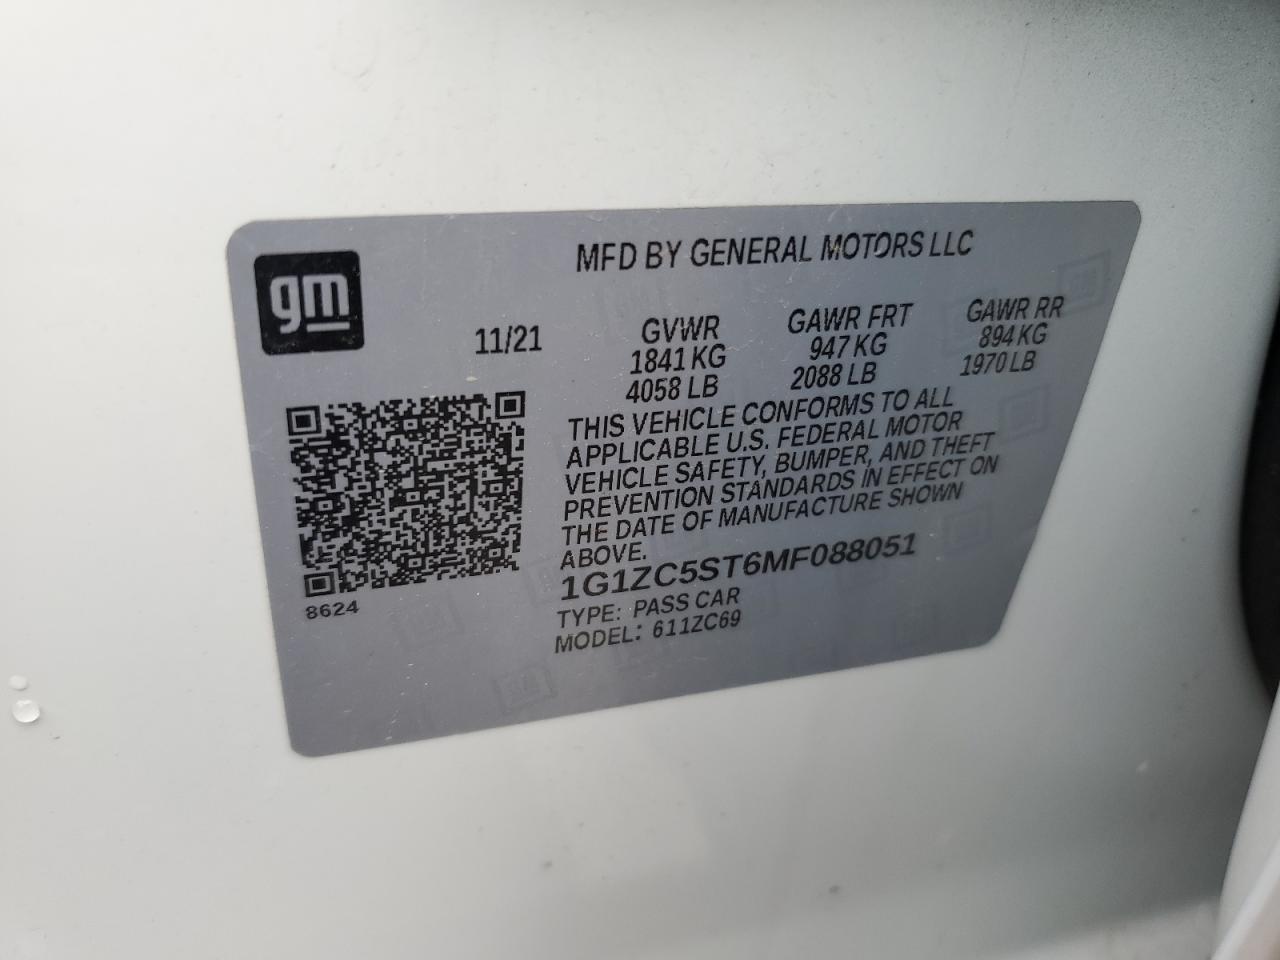 gm
MFD BY GENERAL MOTORS LLC
11/21 GVWR GAWR FRT GAWR RR
1841 KG 947 KG 894 KG
4058 LB 2088 LB 1970 LB
THIS VEHICLE CONFORMS TO ALL
APPLICABLE U.S. FEDERAL MOTOR
VEHICLE SAFETY, BUMPER, AND THEFT
PREVENTION STANDARDS IN EFFECT ON
THE DATE OF MANUFACTURE SHOWN
ABOVE.
1G1ZC5ST6MF088051
TYPE: PASS CAR
MODEL: 611ZC69
8624